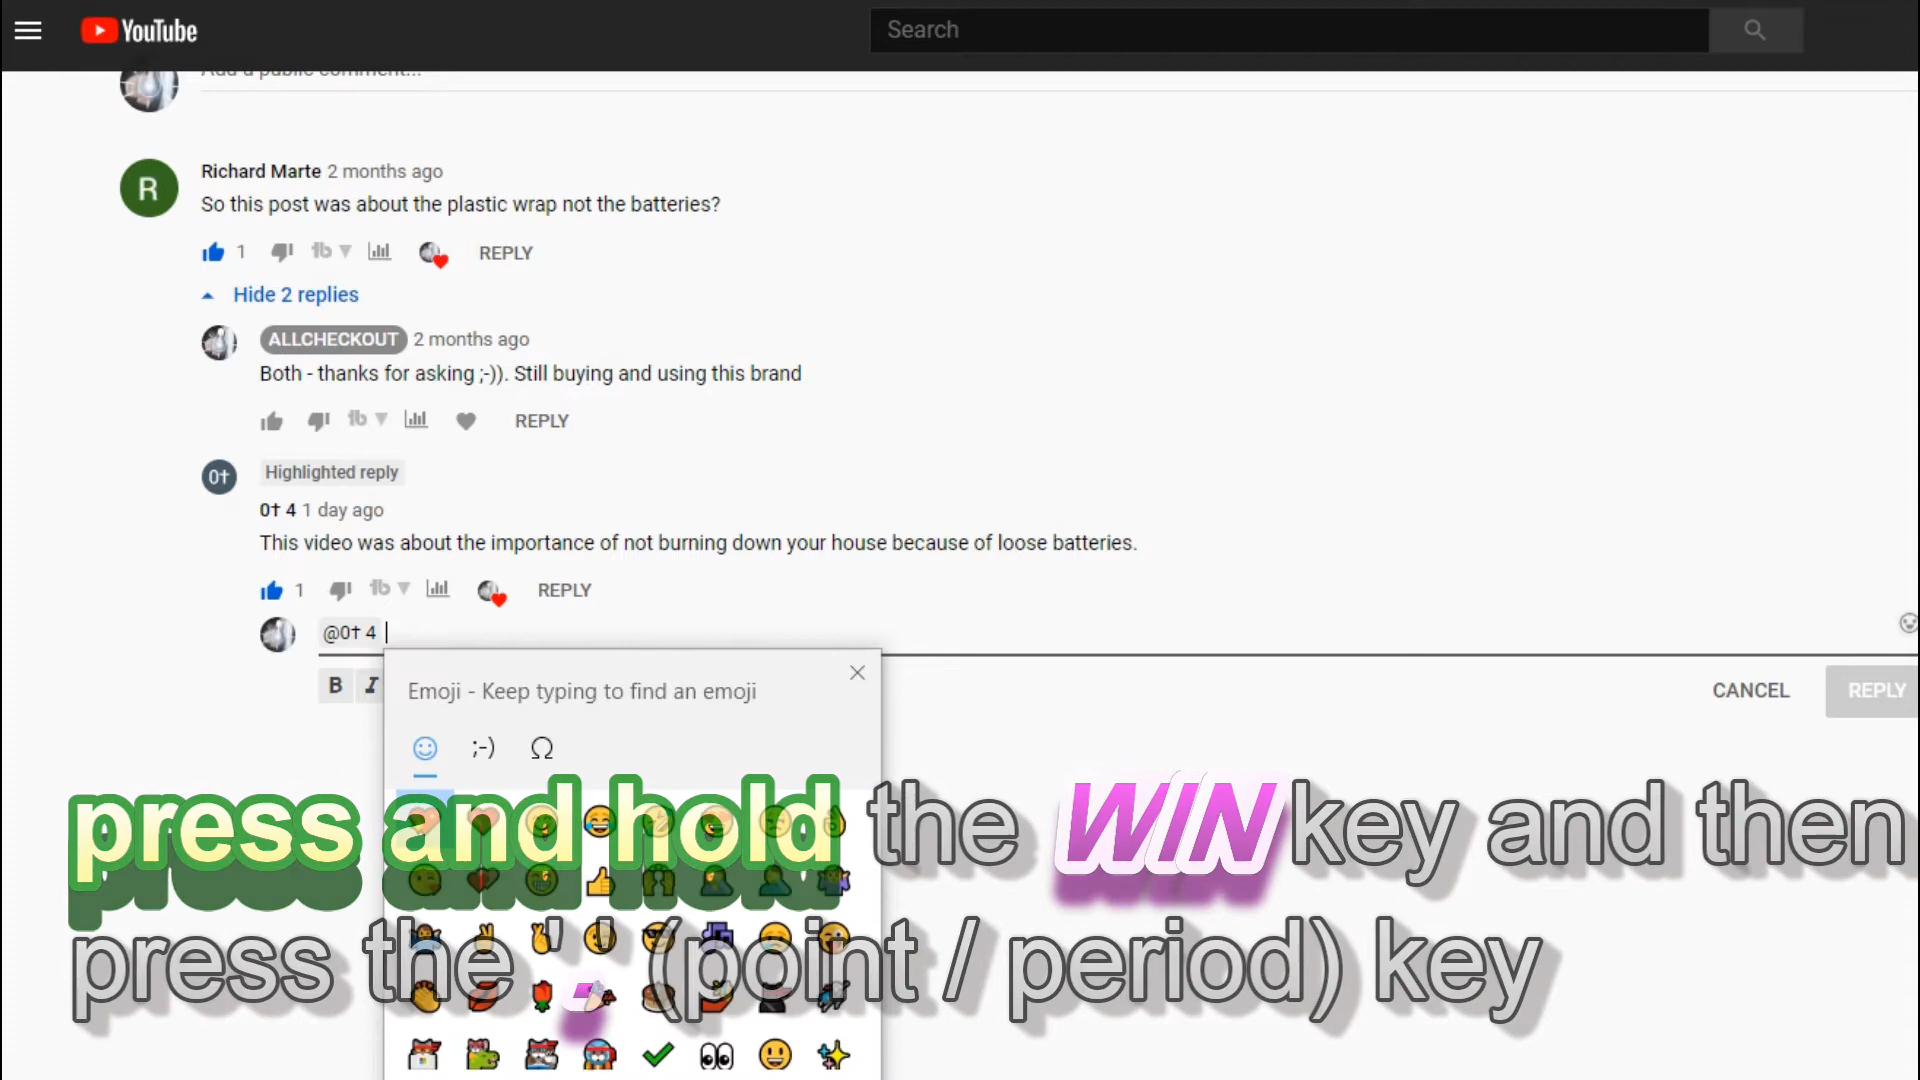 YouTube
Search
Add a public comment...
R
Richard Marte 2 months ago
So this post was about the plastic wrap not the batteries?
1 tb REPLY
Hide 2 replies
ALLCHECKOUT 2 months ago
Both - thanks for asking ;-)). Still buying and using this brand
tb REPLY
0†
Highlighted reply
0† 4 1 day ago
This video was about the importance of not burning down your house because of loose batteries.
1 tb REPLY
@0† 4
B I
CANCEL REPLY
Emoji - Keep typing to find an emoji
;-) Ω
press and hold the WIN key and then
press the '.' (point / period) key